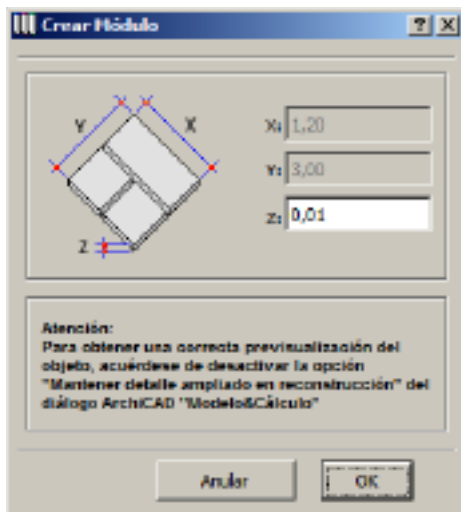 Crear Módulo
Y
X
Z
X: 1,20
Y: 3,00
Z: 0,01
Atención:
Para obtener una correcta previsualización del
objeto, acuérdese de desactivar la opción
"Mantener detalle ampliado en reconstrucción" del
diálogo ArchiCAD "Modelo&Cálculo"
Anular
OK